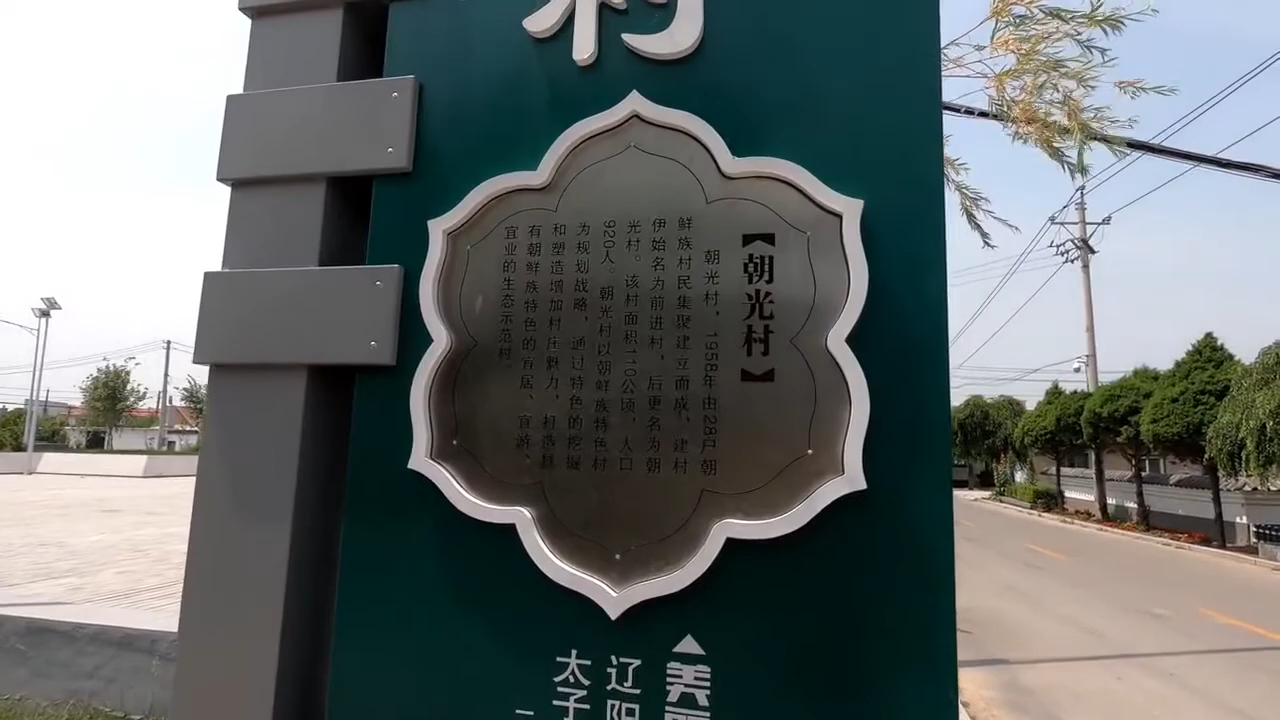 村
【朝光村】
朝光村，1958年由28户朝
鲜族村民集聚建立而成，建村
伊始名为前进村，后更名为朝
光村。该村面积110公顷，人口
920人。朝光村以朝鲜族特色村
为规划战略，通过特色的挖掘
和塑造增加村庄魅力，打造具
有朝鲜族特色的宜居、宜游、
宜业的生态示范村。
美
辽阳
太子